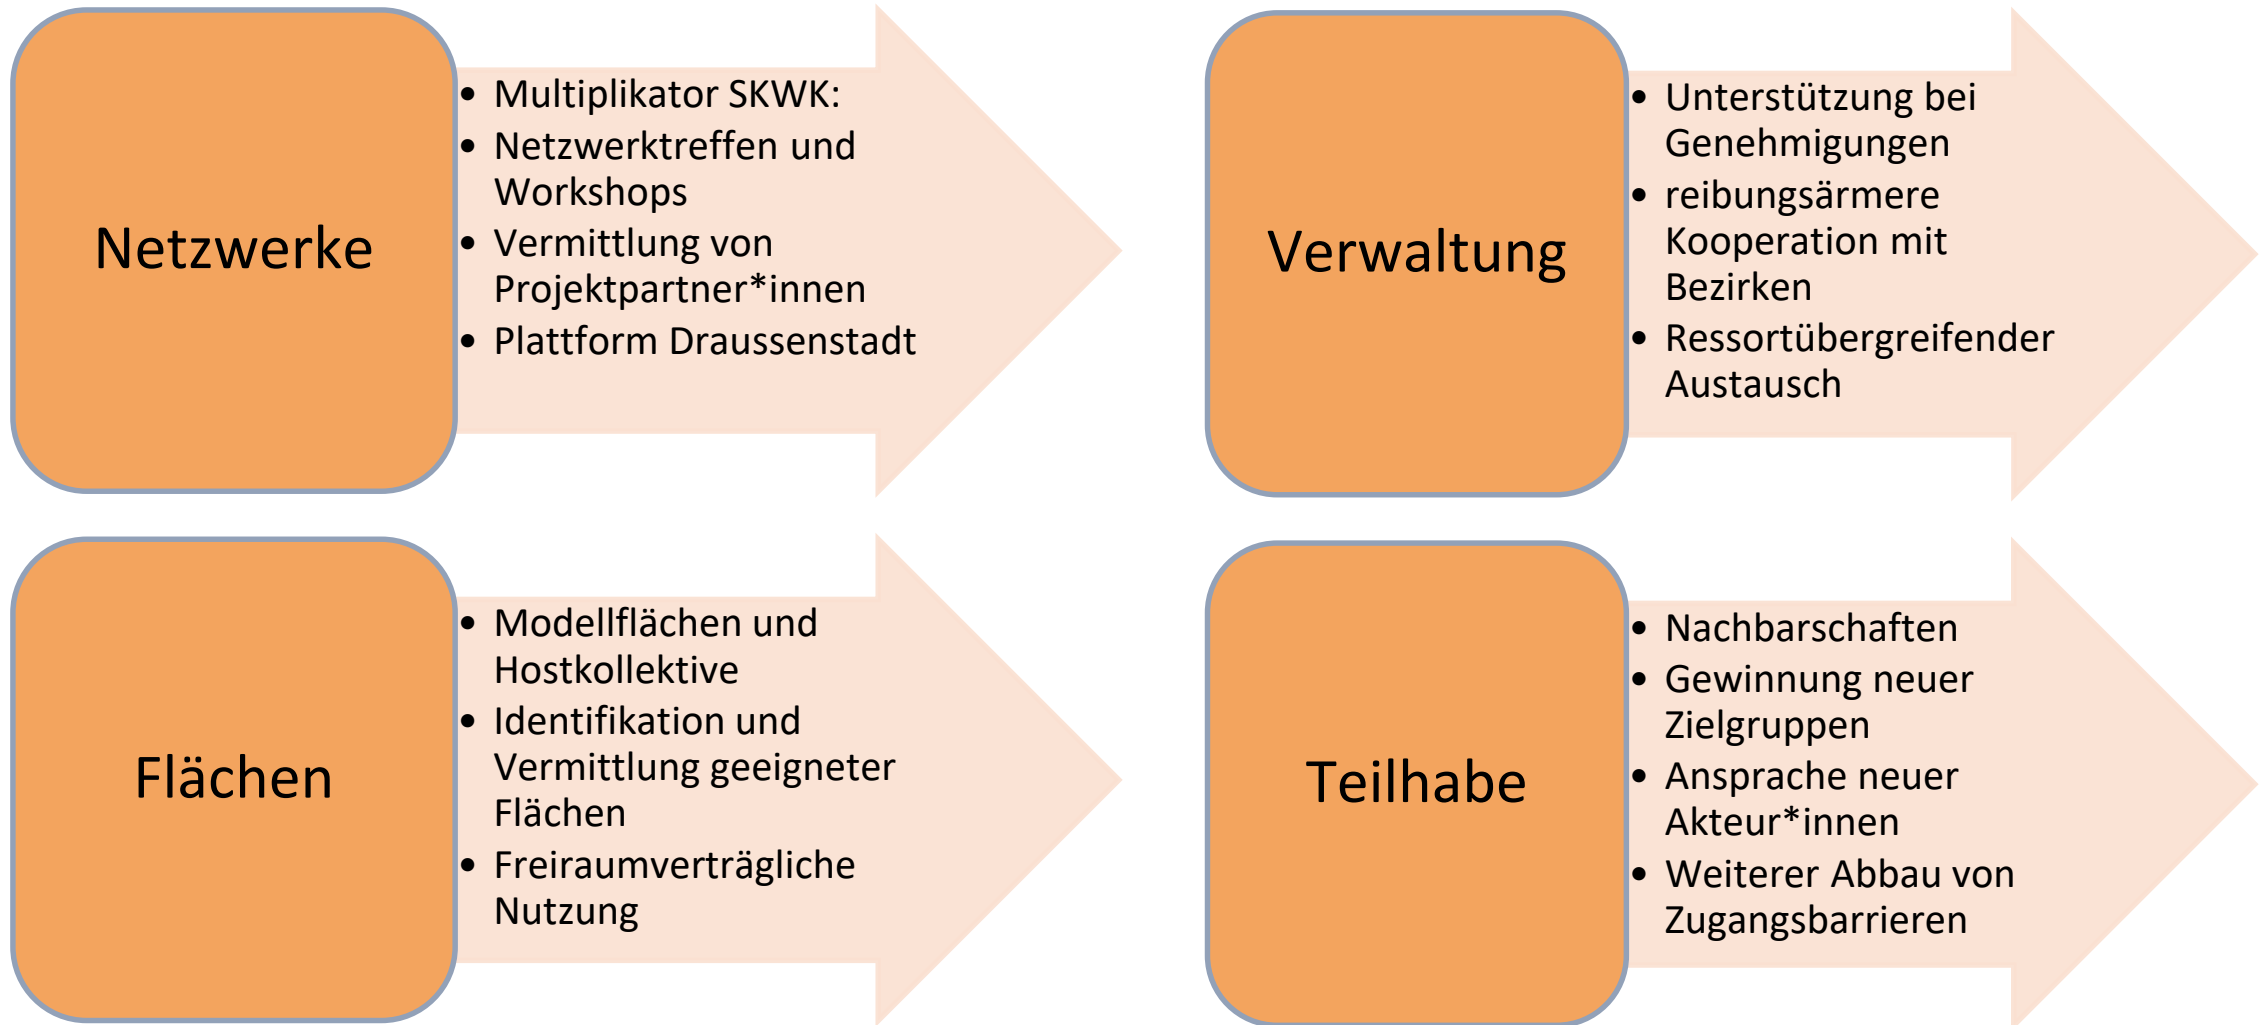 Netzwerke
• Multiplikator SKWK:
• Netzwerktreffen und
Workshops
• Vermittlung von
Projektpartner*innen
• Plattform Draussenstadt
Verwaltung
• Unterstützung bei
Genehmigungen
• reibungsärmere
Kooperation mit
Bezirken
• Ressortübergreifender
Austausch
Flächen
• Modellflächen und
Hostkollektive
• Identifikation und
Vermittlung geeigneter
Flächen
• Freiraumverträgliche
Nutzung
Teilhabe
• Nachbarschaften
• Gewinnung neuer
Zielgruppen
• Ansprache neuer
Akteur*innen
• Weiterer Abbau von
Zugangsbarrieren